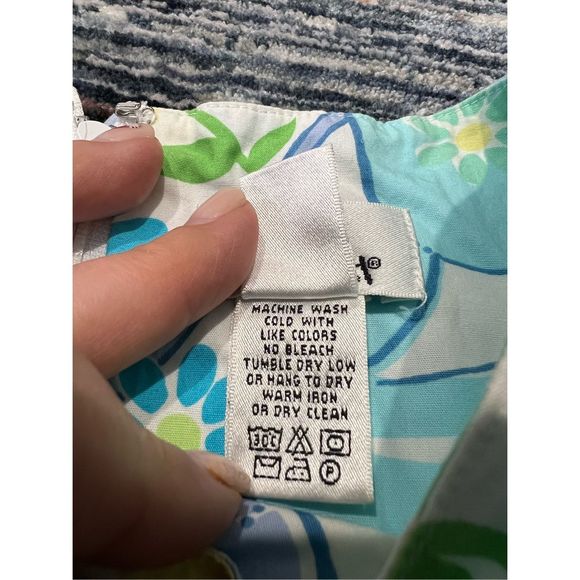 t®
MACHINE WASH
COLD WITH
LIKE COLORS
NO BLEACH
TUMBLE DRY LOW
OR HANG TO DRY
WARM IRON
OR DRY CLEAN
30C
P